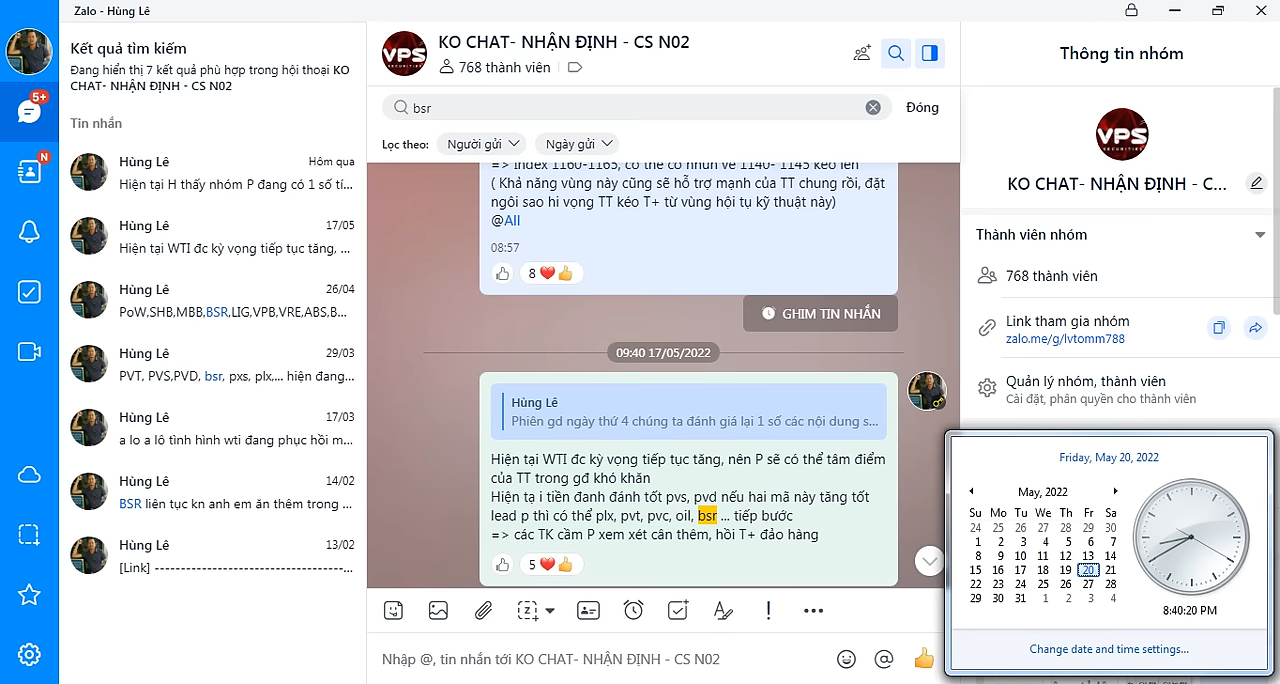 Zalo - Hùng Lê
5+
N
Kết quả tìm kiếm
Đang hiển thị 7 kết quả phù hợp trong hội thoại KO
CHAT- NHẬN ĐỊNH - CS N02
Tin nhắn
Hùng Lê Hôm qua
Hiện tại H thấy nhóm P đang có 1 số tí...
Hùng Lê 17/05
Hiện tại WTI đc kỳ vọng tiếp tục tăng, ...
Hùng Lê 26/04
PoW,SHB,MBB,BSR,LIG,VPB,VRE,ABS,B...
Hùng Lê 29/03
PVT, PVS,PVD, bsr, pxs, plx,... hiện đang...
Hùng Lê 17/03
a lo a lô tình hình wti đang phục hồi m...
Hùng Lê 14/02
BSR liên tục kn anh em ăn thêm trong ...
Hùng Lê 13/02
[Link] ----------------------------------...
VPS
SECURITIES
KO CHAT- NHẬN ĐỊNH - CS N02
768 thành viên
bsr
Đóng
Lọc theo: Người gửi Ngày gửi
=> Index 1160-1165, có thể có nhún về 1140- 1145 kéo lên
( Khả năng vùng này cũng sẽ hỗ trợ mạnh của TT chung rồi, đặt
ngôi sao hi vọng TT kéo T+ từ vùng hội tụ kỹ thuật này)
@All
08:57
8
GHIM TIN NHẮN
09:40 17/05/2022
Hùng Lê
Phiên gd ngày thứ 4 chúng ta đánh giá lại 1 số các nội dung s...
Hiện tại WTI đc kỳ vọng tiếp tục tăng, nên P sẽ có thể tâm điểm
của TT trong gđ khó khăn
Hiện tạ i tiền đanh đánh tốt pvs, pvd nếu hai mã này tăng tốt
lead p thì có thể plx, pvt, pvc, oil, bsr ... tiếp bước
=> các TK cầm P xem xét cân thêm, hồi T+ đảo hàng
5
Nhập @, tin nhắn tới KO CHAT- NHẬN ĐỊNH - CS N02
Thông tin nhóm
VPS
SECURITIES
KO CHAT- NHẬN ĐỊNH - C...
Thành viên nhóm
768 thành viên
Link tham gia nhóm
zalo.me/g/lvtomm788
Quản lý nhóm, thành viên
Cài đặt, phân quyền cho thành viên
Friday, May 20, 2022
May, 2022
Su Mo Tu We Th Fr Sa
24 25 26 27 28 29 30
1 2 3 4 5 6 7
8 9 10 11 12 13 14
15 16 17 18 19 20 21
22 23 24 25 26 27 28
29 30 31 1 2 3 4
8:40:20 PM
Change date and time settings...